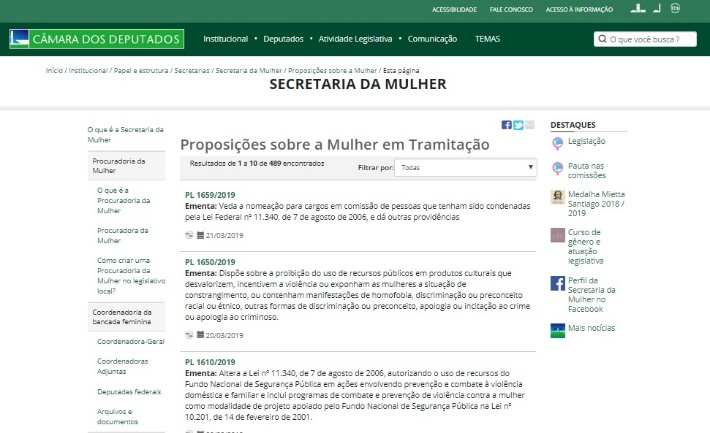 ACESSIBILIDADE FALE CONOSCO ACESSO À INFORMAÇÃO
CÂMARA DOS DEPUTADOS Institucional • Deputados • Atividade Legislativa • Comunicação TEMAS O que você busca ?
Início / Institucional / Papel e estrutura / Secretarias / Secretaria da Mulher / Proposições sobre a Mulher / Esta página
SECRETARIA DA MULHER
O que é a Secretaria da
Mulher
Procuradoria da
Mulher
O que é a
Procuradoria da
Mulher
Procuradora da
Mulher
Como criar uma
Procuradoria da
Mulher no legislativo
local?
Coordenadoria da
bancada feminina
Coordenadora-Geral
Coordenadoras
Adjuntas
Deputadas federais
Arquivos e
documentos
Proposições sobre a Mulher em Tramitação
Resultados de 1 a 10 de 489 encontrados
Filtrar por: Todas
PL 1659/2019
Ementa: Veda a nomeação para cargos em comissão de pessoas que tenham sido condenadas
pela Lei Federal nº 11.340, de 7 de agosto de 2006, e dá outras providências
21/03/2019
PL 1650/2019
Ementa: Dispõe sobre a proibição do uso de recursos públicos em produtos culturais que
desvalorizem, incentivem a violência ou exponham as mulheres a situação de
constrangimento, ou contenham manifestações de homofobia, discriminação ou preconceito
racial ou étnico, outras formas de discriminação ou preconceito, apologia ou incitação ao crime
ou apologia ao criminoso.
20/03/2019
PL 1610/2019
Ementa: Altera a Lei nº 11.340, de 7 de agosto de 2006, autorizando o uso de recursos do
Fundo Nacional de Segurança Pública em ações envolvendo prevenção e combate à violência
doméstica e familiar e inclui programas de combate e prevenção de violência contra a mulher
como modalidade de projeto apoiado pelo Fundo Nacional de Segurança Pública na Lei nº
10.201, de 14 de fevereiro de 2001.
DESTAQUES
Legislação
Pauta nas
comissões
Medalha Mietta
Santiago 2018 /
2019
Curso de
gênero e
atuação
legislativa
Perfil da
Secretaria da
Mulher no
Facebook
Mais notícias